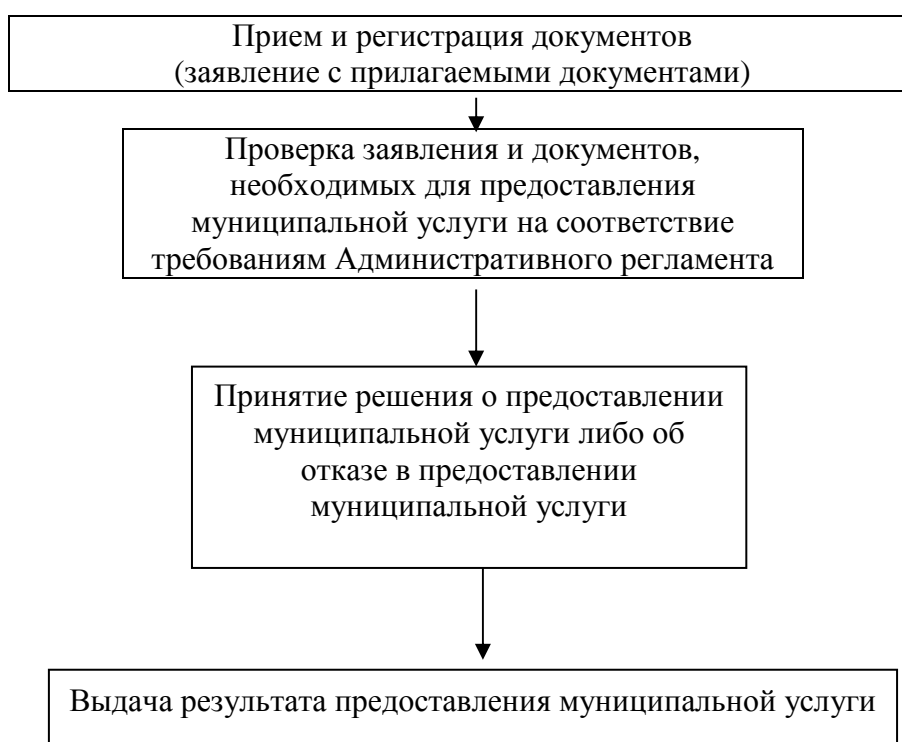 Прием и регистрация документов
(заявление с прилагаемыми документами)
Проверка заявления и документов,
необходимых для предоставления
муниципальной услуги на соответствие
требованиям Административного регламента
Принятие решения о предоставлении
муниципальной услуги либо об
отказе в предоставлении
муниципальной услуги
Выдача результата предоставления муниципальной услуги